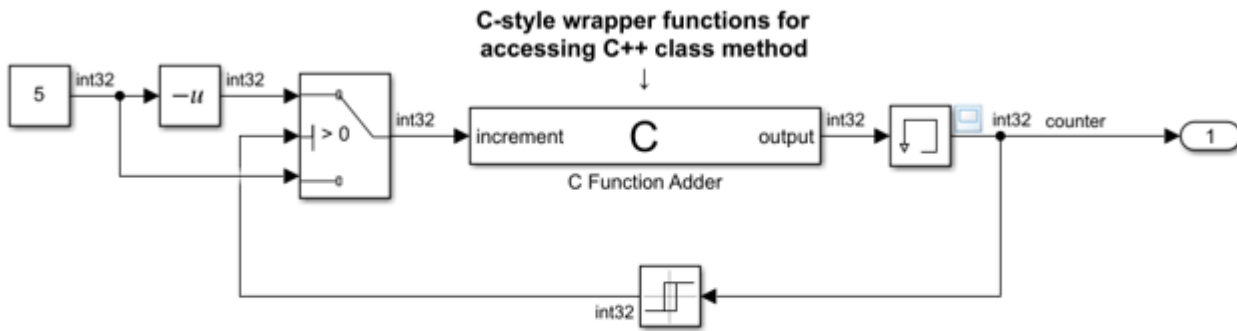 C-style wrapper functions for
accessing C++ class method
↓
5
int32
−u
int32
> 0
int32
increment
C
output
int32
int32
counter
1
C Function Adder
int32